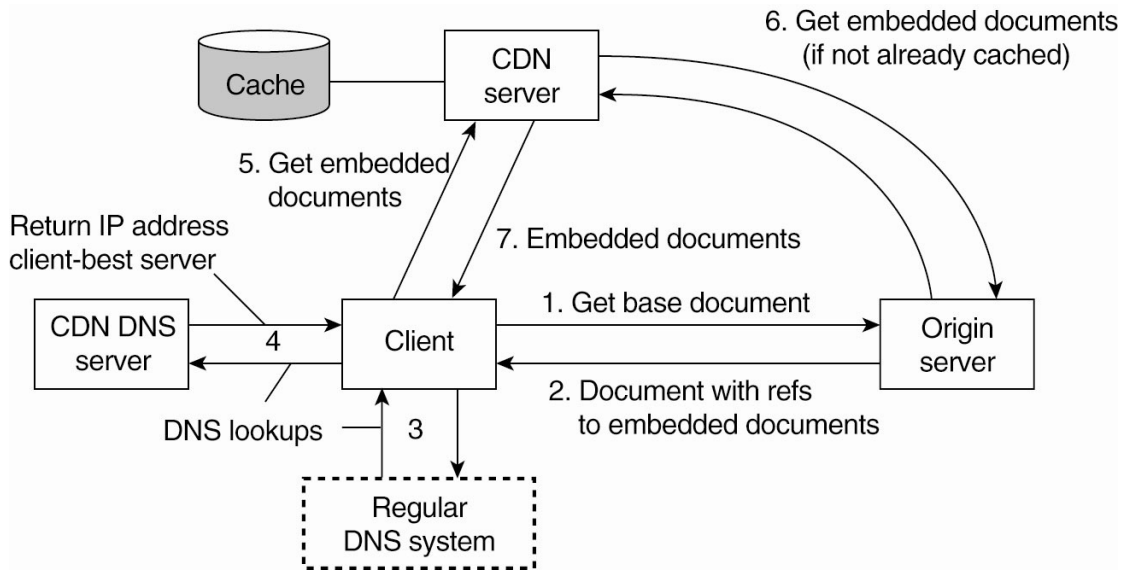 6. Get embedded documents
(if not already cached)
CDN
server
Cache
5. Get embedded
documents
Return IP address
client-best server
7. Embedded documents
1. Get base document
CDN DNS
server
4
Client
Origin
server
2. Document with refs
to embedded documents
DNS lookups
3
Regular
DNS system